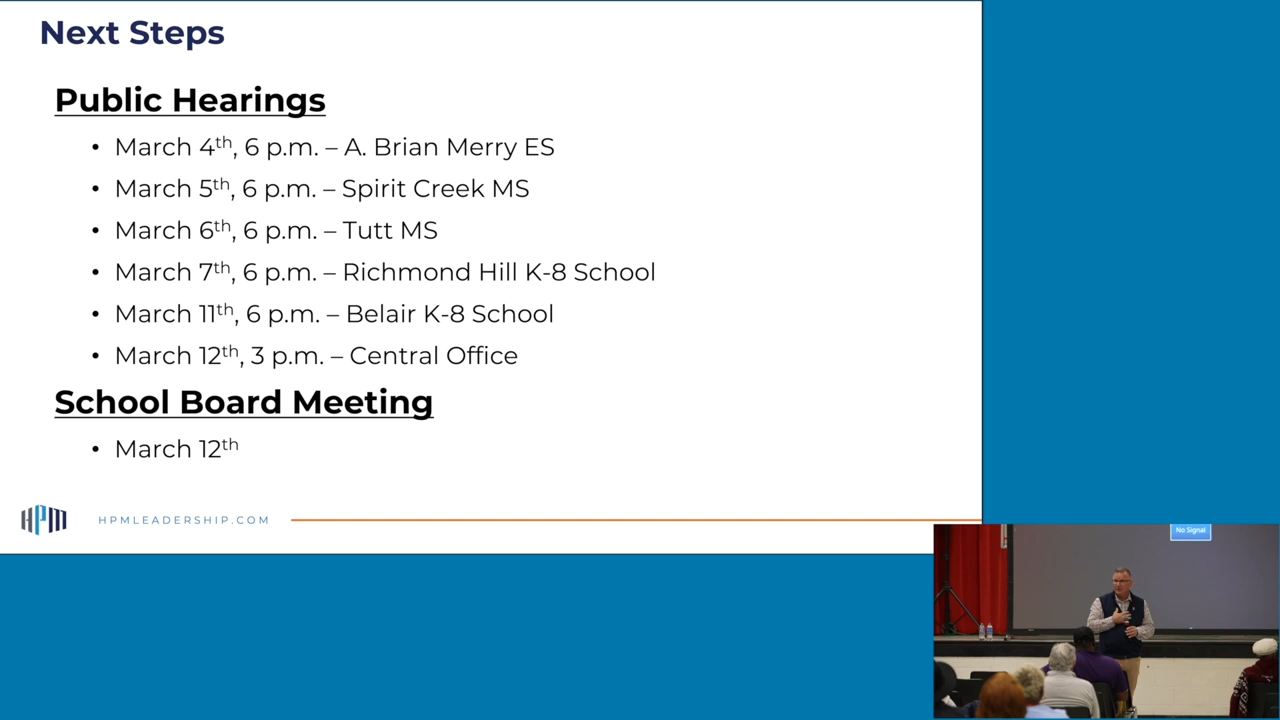 Next Steps
Public Hearings
• March 4th, 6 p.m. – A. Brian Merry ES
• March 5th, 6 p.m. – Spirit Creek MS
• March 6th, 6 p.m. – Tutt MS
• March 7th, 6 p.m. – Richmond Hill K-8 School
• March 11th, 6 p.m. – Belair K-8 School
• March 12th, 3 p.m. – Central Office
School Board Meeting
• March 12th
HPM
HPMLEADERSHIP.COM
No Signal